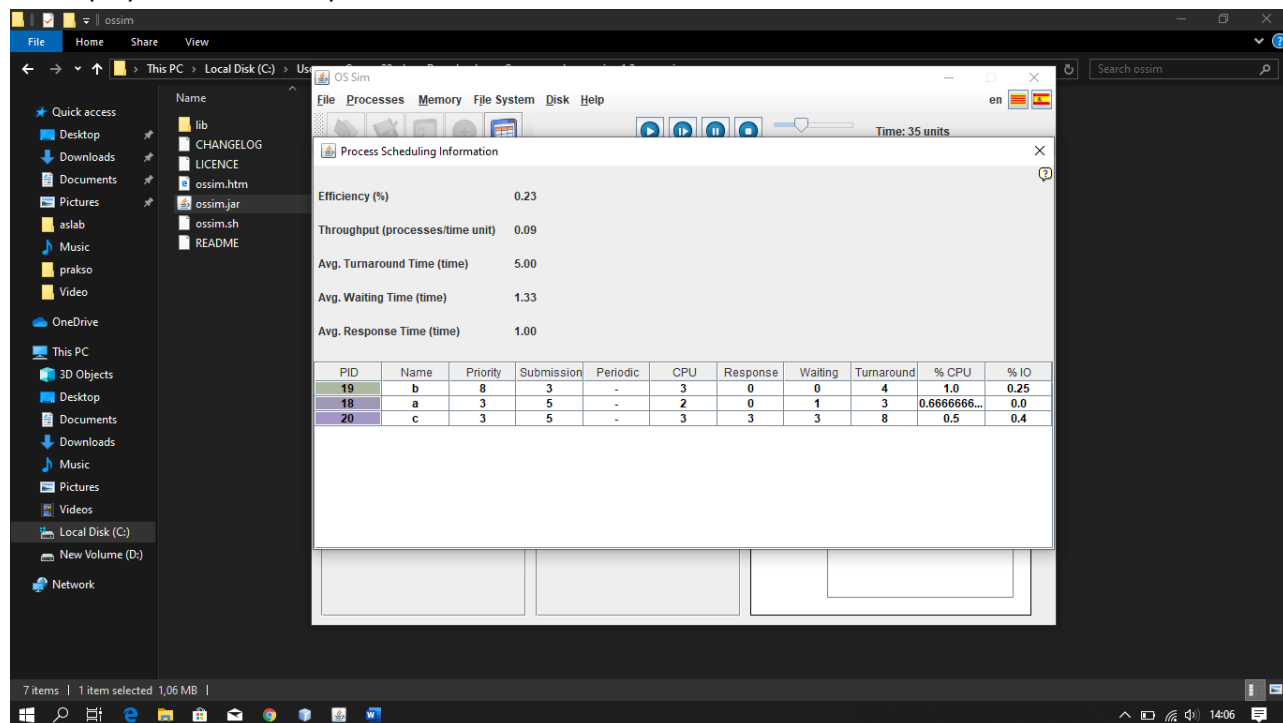 ossim
File Home Share View
This PC > Local Disk (C:) >
Search ossim
Quick access
Desktop
Downloads
Documents
Pictures
aslab
Music
prakso
Video
OneDrive
This PC
3D Objects
Desktop
Documents
Downloads
Music
Pictures
Videos
Local Disk (C:)
New Volume (D:)
Network
Name
lib
CHANGELOG
LICENCE
ossim.htm
ossim.jar
ossim.sh
README
OS Sim
File Processes Memory File System Disk Help en
Time: 35 units
Process Scheduling Information
Efficiency (%) 0.23
Throughput (processes/time unit) 0.09
Avg. Turnaround Time (time) 5.00
Avg. Waiting Time (time) 1.33
Avg. Response Time (time) 1.00
PID Name Priority Submission Periodic CPU Response Waiting Turnaround % CPU % IO
19 b 8 3 - 3 0 0 4 1.0 0.25
18 a 3 5 - 2 0 1 3 0.6666666... 0.0
20 c 3 5 - 3 3 3 8 0.5 0.4
7 items | 1 item selected 1,06 MB |
14:06